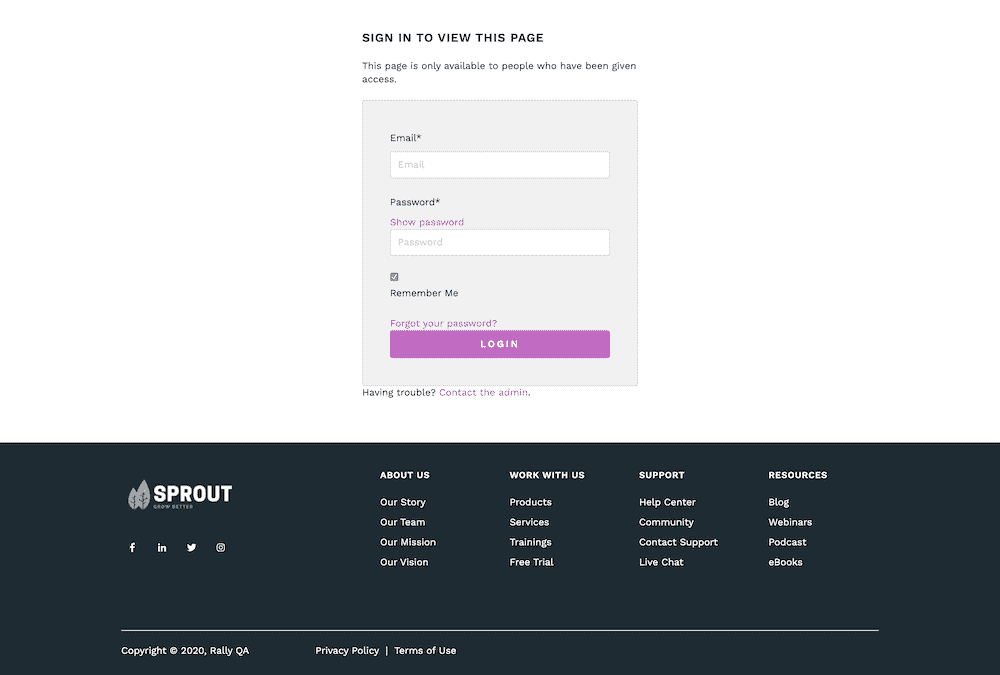 SIGN IN TO VIEW THIS PAGE
This page is only available to people who have been given
access.
Email*
Email
Password*
Show password
Password
Remember Me
Forgot your password?
LOGIN
Having trouble? Contact the admin.
SPROUT
GROW BETTER
ABOUT US
Our Story
Our Team
Our Mission
Our Vision
WORK WITH US
Products
Services
Trainings
Free Trial
SUPPORT
Help Center
Community
Contact Support
Live Chat
RESOURCES
Blog
Webinars
Podcast
eBooks
Copyright © 2020, Rally QA
Privacy Policy | Terms of Use